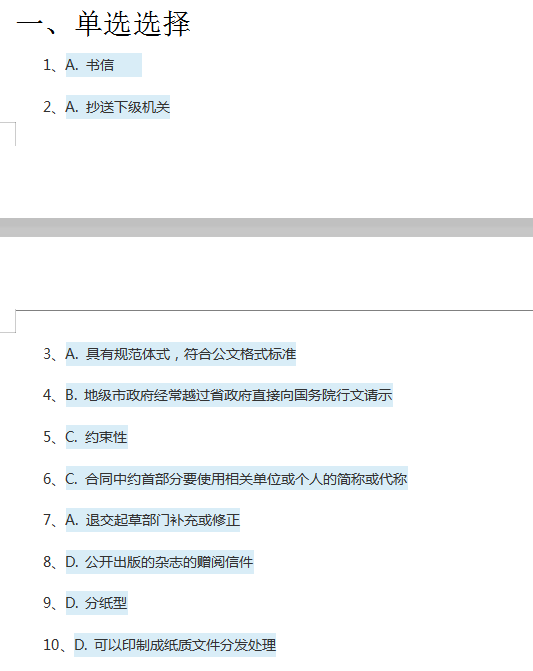 一、单选选择
1、A. 书信
2、A. 抄送下级机关
3、A. 具有规范体式，符合公文格式标准
4、B. 地级市政府经常越过省政府直接向国务院行文请示
5、C. 约束性
6、C. 合同中约首部分要使用相关单位或个人的简称或代称
7、A. 退交起草部门补充或修正
8、D. 公开出版的杂志的赠阅信件
9、D. 分纸型
10、D. 可以印制成纸质文件分发处理